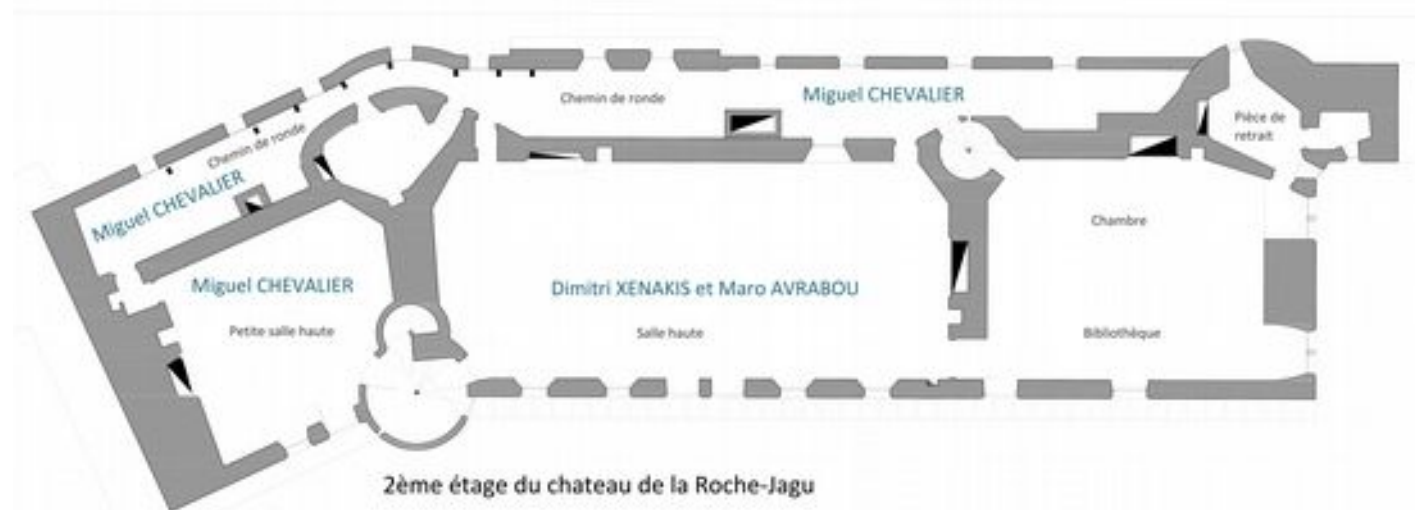 Chemin de ronde
Miguel CHEVALIER
Pièce de
retrait
Chemin de ronde
Miguel CHEVALIER
Chambre
Miguel CHEVALIER
Dimitri XENAKIS et Maro AVRABOU
Petite salle haute
Salle haute
Bibliothèque
2ème étage du chateau de la Roche-Jagu